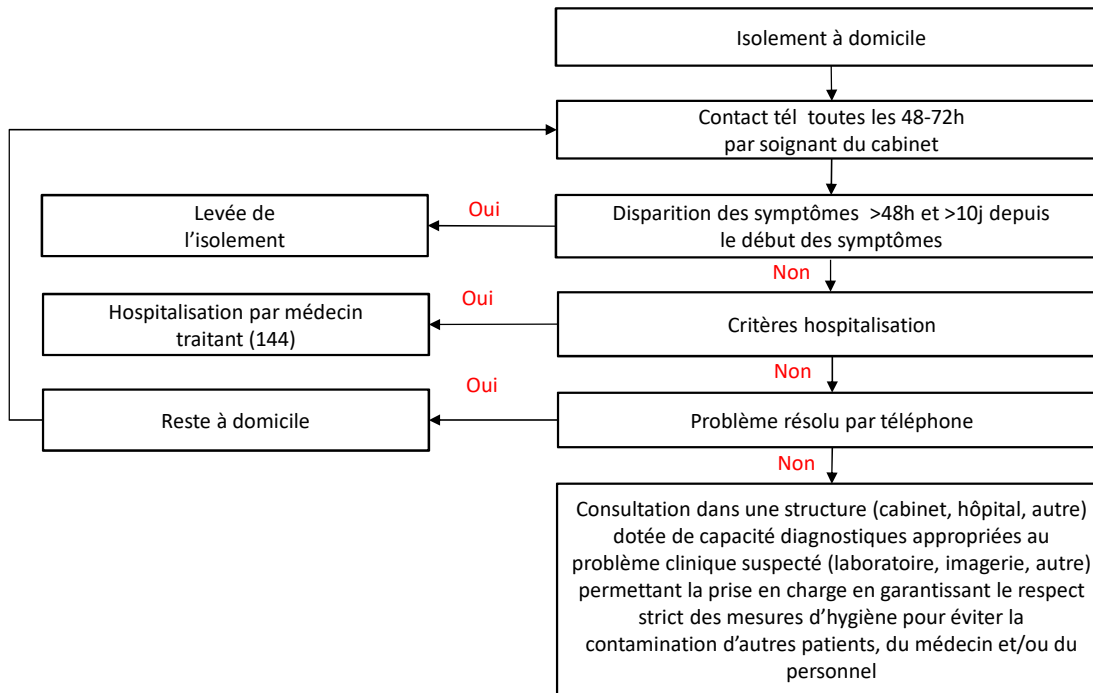 Isolement à domicile
Contact tél toutes les 48-72h
par soignant du cabinet
Levée de
l'isolement
Oui
Disparition des symptômes >48h et >10j depuis
le début des symptômes
Non
Hospitalisation par médecin
traitant (144)
Oui
Critères hospitalisation
Non
Reste à domicile
Oui
Problème résolu par téléphone
Non
Consultation dans une structure (cabinet, hôpital, autre)
dotée de capacité diagnostiques appropriées au
problème clinique suspecté (laboratoire, imagerie, autre)
permettant la prise en charge en garantissant le respect
strict des mesures d'hygiène pour éviter la
contamination d'autres patients, du médecin et/ou du
personnel